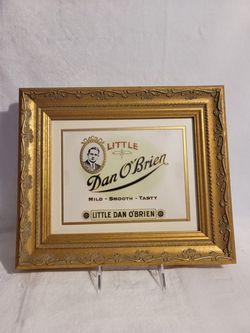 LITTLE
Dan O'Brien
MILD - SMOOTH - TASTY
LITTLE DAN O'BRIEN